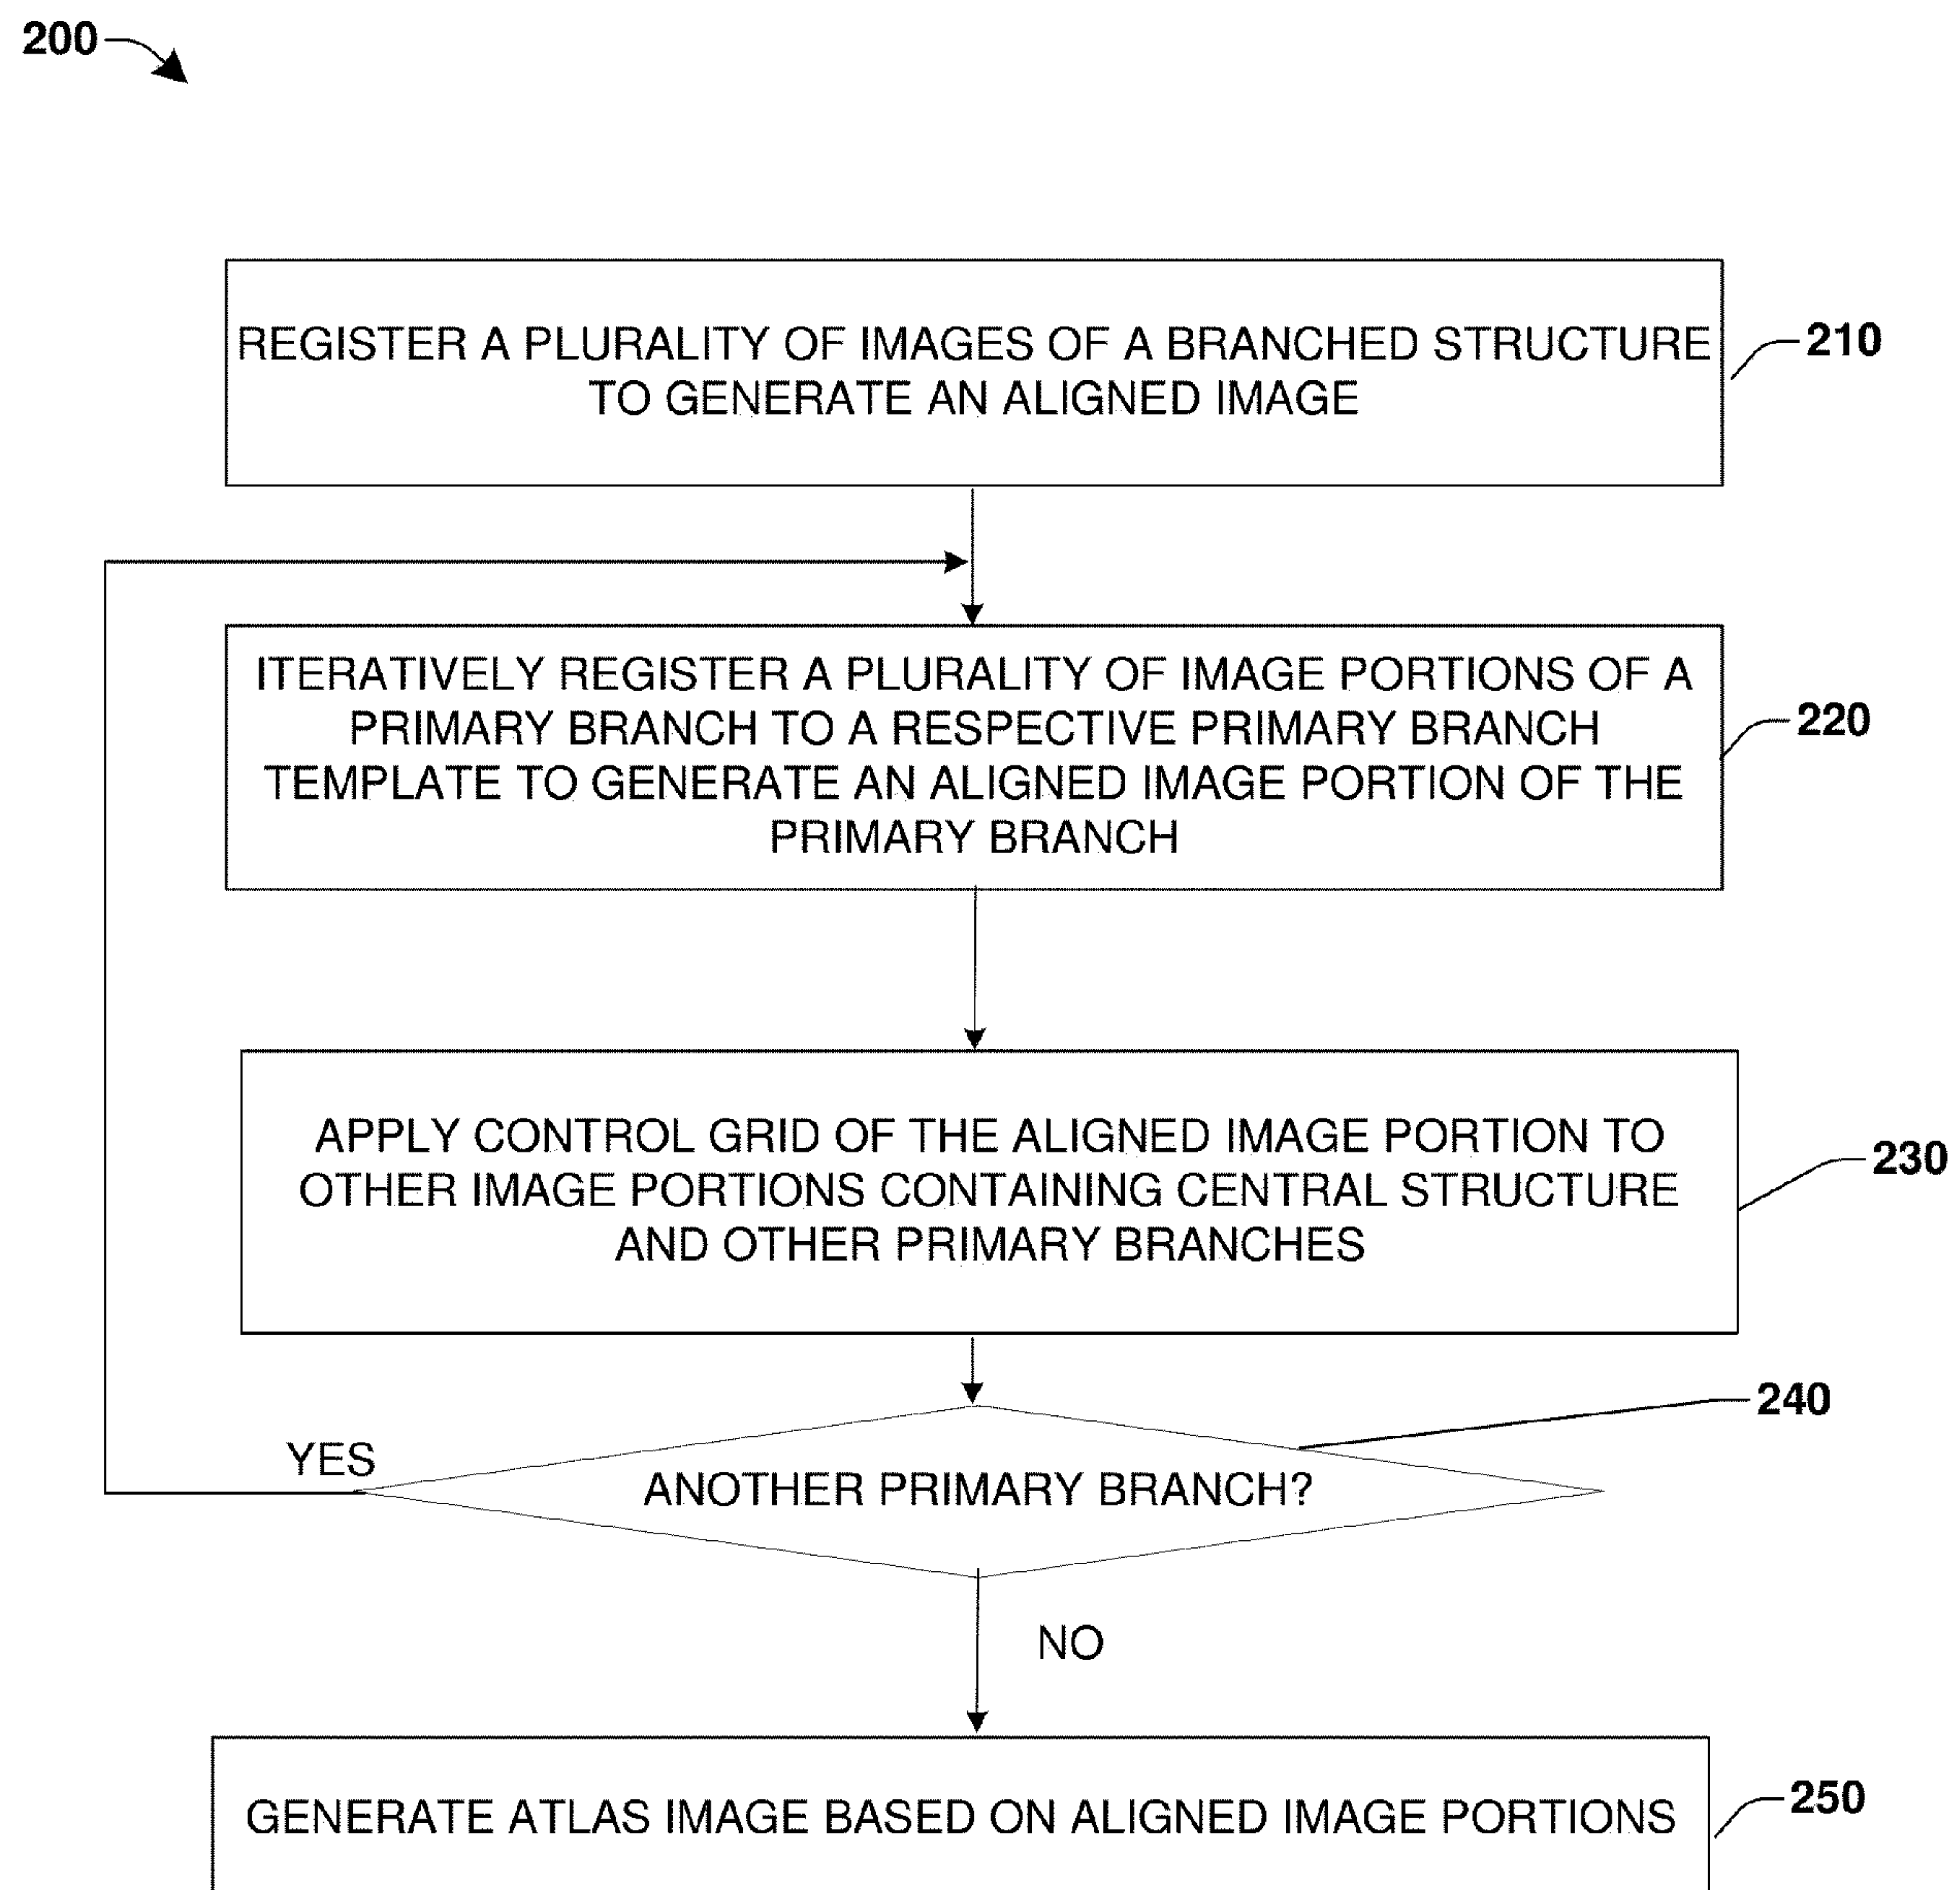 200
REGISTER A PLURALITY OF IMAGES OF A BRANCHED STRUCTURE
TO GENERATE AN ALIGNED IMAGE
210
ITERATIVELY REGISTER A PLURALITY OF IMAGE PORTIONS OF A
PRIMARY BRANCH TO A RESPECTIVE PRIMARY BRANCH
TEMPLATE TO GENERATE AN ALIGNED IMAGE PORTION OF THE
PRIMARY BRANCH
220
APPLY CONTROL GRID OF THE ALIGNED IMAGE PORTION TO
OTHER IMAGE PORTIONS CONTAINING CENTRAL STRUCTURE
AND OTHER PRIMARY BRANCHES
230
240
YES
ANOTHER PRIMARY BRANCH?
NO
GENERATE ATLAS IMAGE BASED ON ALIGNED IMAGE PORTIONS
250